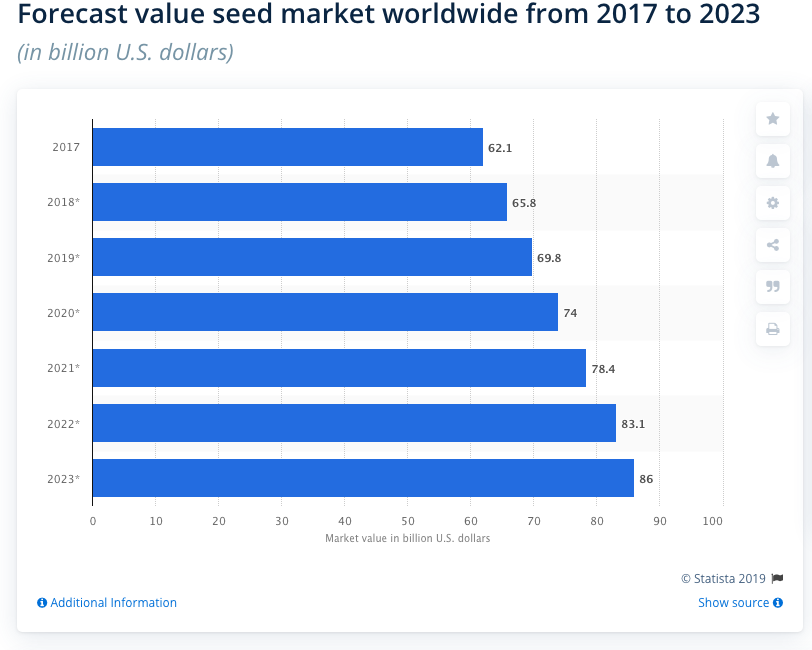 Forecast value seed market worldwide from 2017 to 2023
(in billion U.S. dollars)
2017 62.1
2018* 65.8
2019* 69.8
2020* 74
2021* 78.4
2022* 83.1
2023* 86
0 10 20 30 40 50 60 70 80 90 100
Market value in billion U.S. dollars
© Statista 2019
Additional Information Show source